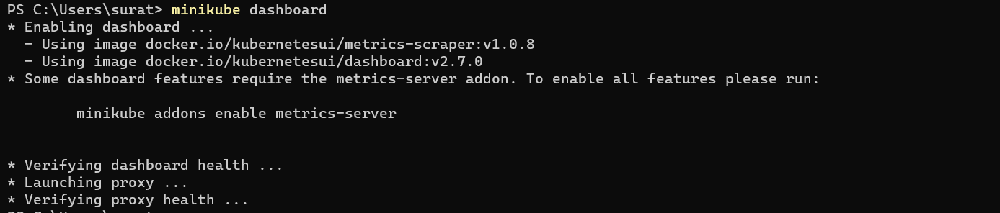 PS C:\Users\surat> minikube dashboard
* Enabling dashboard ...
  - Using image docker.io/kubernetesui/metrics-scraper:v1.0.8
  - Using image docker.io/kubernetesui/dashboard:v2.7.0
* Some dashboard features require the metrics-server addon. To enable all features please run:
        minikube addons enable metrics-server
* Verifying dashboard health ...
* Launching proxy ...
* Verifying proxy health ...